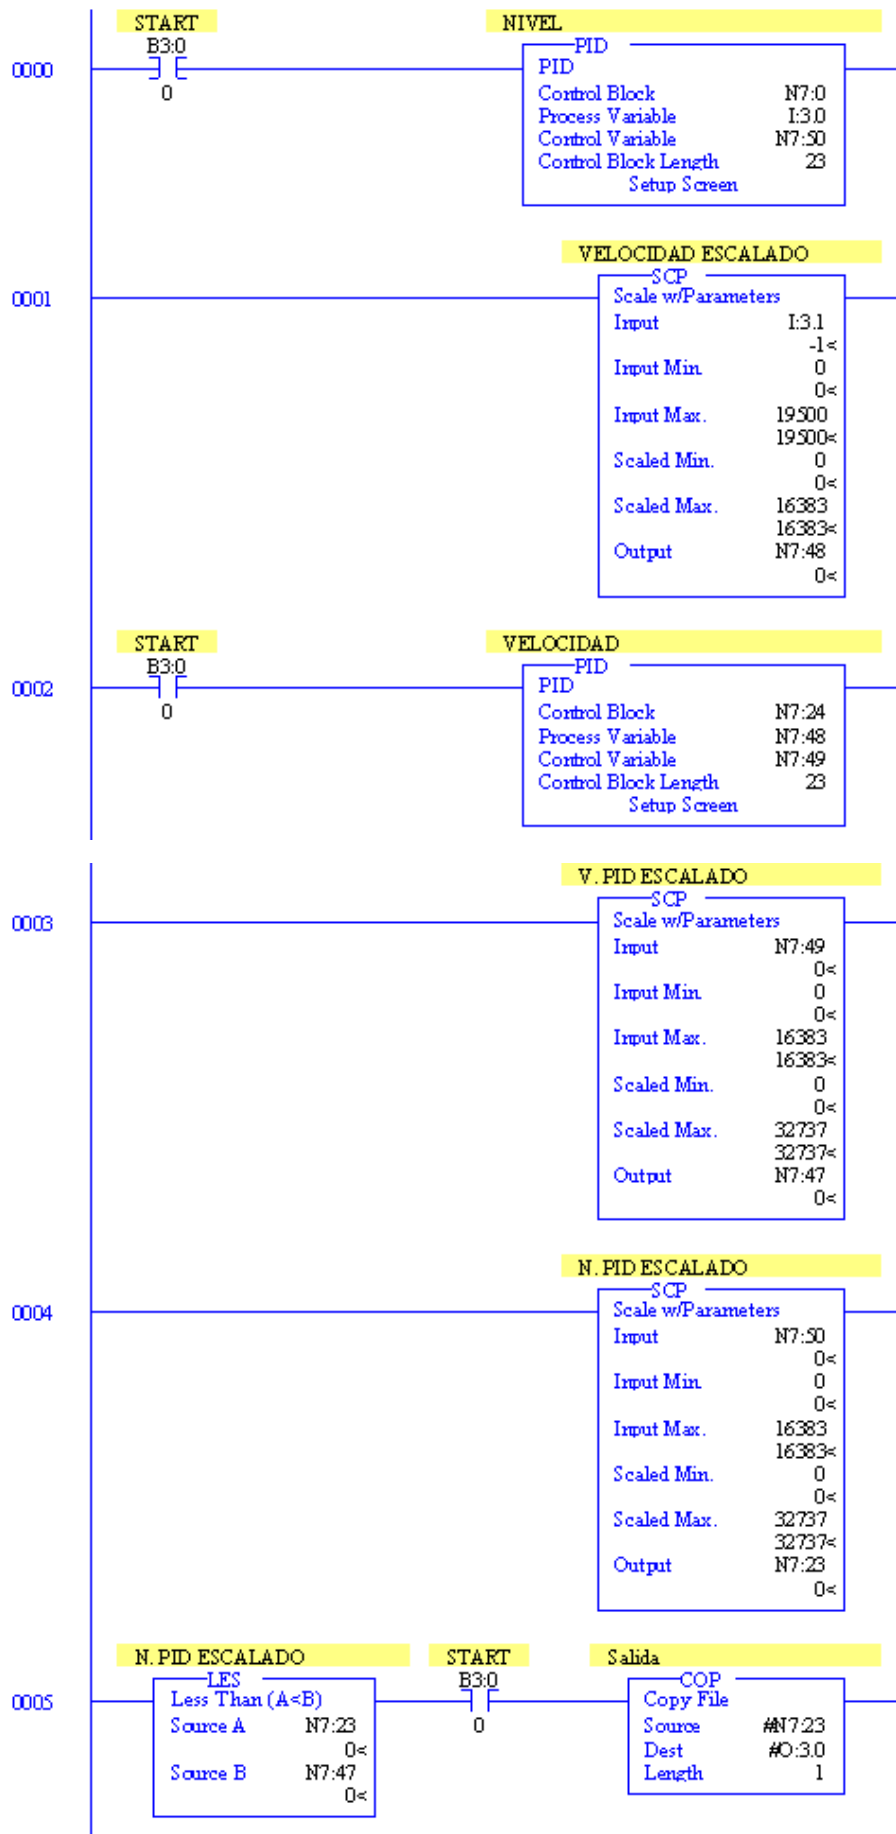 START NIVEL
B3:0 PID
0000 PID
0 Control Block N7:0
Process Variable I:3.0
Control Variable N7:50
Control Block Length 23
Setup Screen
VELOCIDAD ESCALADO
SCP
0001 Scale w/Parameters
Input I:3.1
-1<
Input Min. 0
0<
Input Max. 19500
19500<
Scaled Min. 0
0<
Scaled Max. 16383
16383<
Output N7:48
0<
START VELOCIDAD
B3:0 PID
0002 PID
0 Control Block N7:24
Process Variable N7:48
Control Variable N7:49
Control Block Length 23
Setup Screen
V. PID ESCALADO
SCP
0003 Scale w/Parameters
Input N7:49
0<
Input Min. 0
0<
Input Max. 16383
16383<
Scaled Min. 0
0<
Scaled Max. 32737
32737<
Output N7:47
0<
N. PID ESCALADO
SCP
0004 Scale w/Parameters
Input N7:50
0<
Input Min. 0
0<
Input Max. 16383
16383<
Scaled Min. 0
0<
Scaled Max. 32737
32737<
Output N7:23
0<
N. PID ESCALADO START Salida
LES B3:0 COP
0005 Less Than (A<B) Copy File
Source A N7:23 0 Source #N7:23
0< Dest #O:3.0
Source B N7:47 Length 1
0<